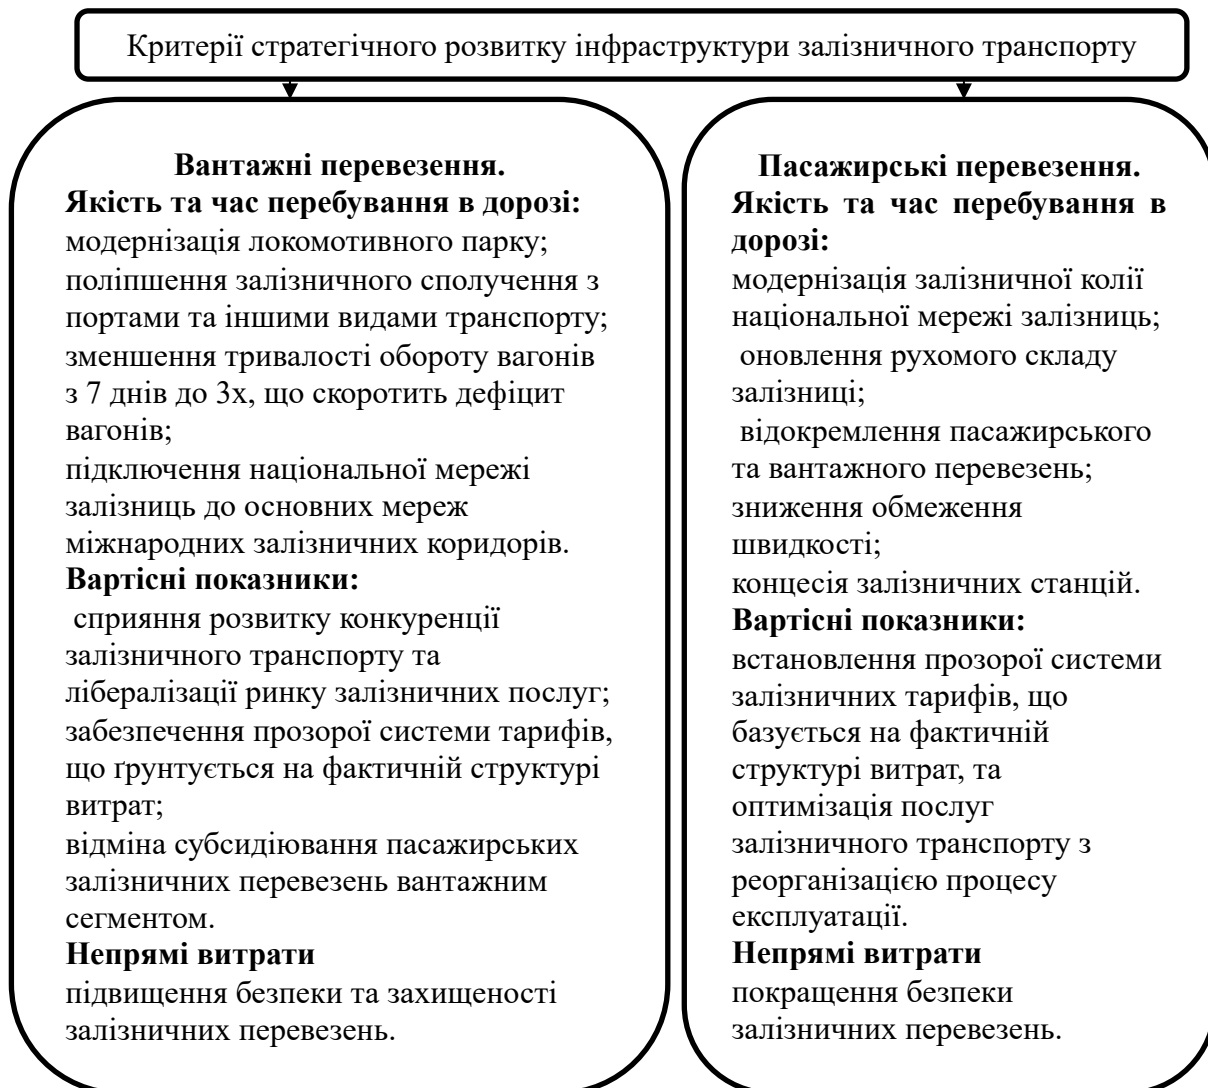 Критерії стратегічного розвитку інфраструктури залізничного транспорту
Вантажні перевезення.
Якість та час перебування в дорозі:
модернізація локомотивного парку;
поліпшення залізничного сполучення з
портами та іншими видами транспорту;
зменшення тривалості обороту вагонів
з 7 днів до 3х, що скоротить дефіцит
вагонів;
підключення національної мережі
залізниць до основних мереж
міжнародних залізничних коридорів.
Вартісні показники:
сприяння розвитку конкуренції
залізничного транспорту та
лібералізації ринку залізничних послуг;
забезпечення прозорої системи тарифів,
що ґрунтується на фактичній структурі
витрат;
відміна субсидіювання пасажирських
залізничних перевезень вантажним
сегментом.
Непрямі витрати
підвищення безпеки та захищеності
залізничних перевезень.
Пасажирські перевезення.
Якість та час перебування в
дорозі:
модернізація залізничної колії
національної мережі залізниць;
оновлення рухомого складу
залізниці;
відокремлення пасажирського
та вантажного перевезень;
зниження обмеження
швидкості;
концесія залізничних станцій.
Вартісні показники:
встановлення прозорої системи
залізничних тарифів, що
базується на фактичній
структурі витрат, та
оптимізація послуг
залізничного транспорту з
реорганізацією процесу
експлуатації.
Непрямі витрати
покращення безпеки
залізничних перевезень.